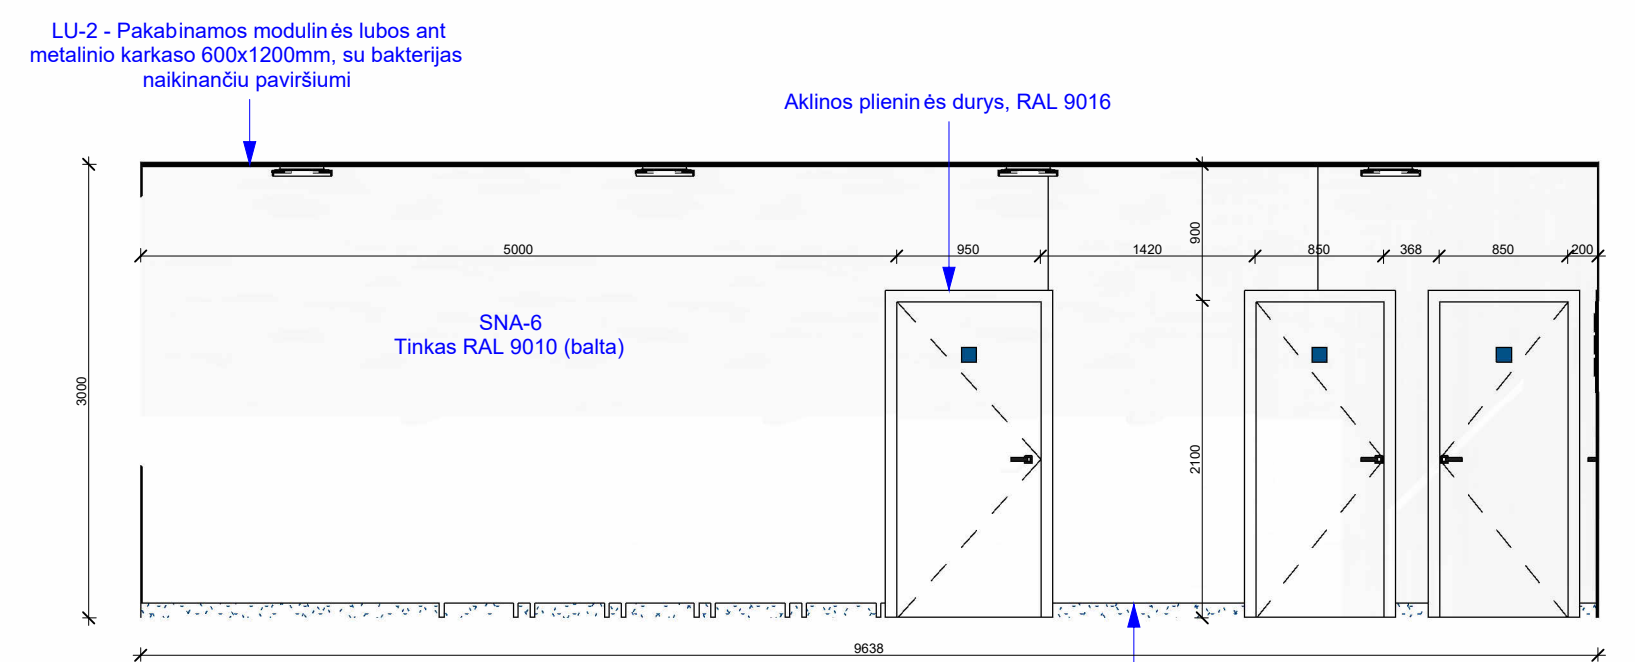 LU-2 - Pakabinamos modulinės lubos ant
metalinio karkaso 600x1200mm, su bakterijas
naikinančiu paviršiumi
Aklinos plieninės durys, RAL 9016
5000
950
1420
900
850
368
850
200
SNA-6
Tinkas RAL 9010 (balta)
3000
2100
9638